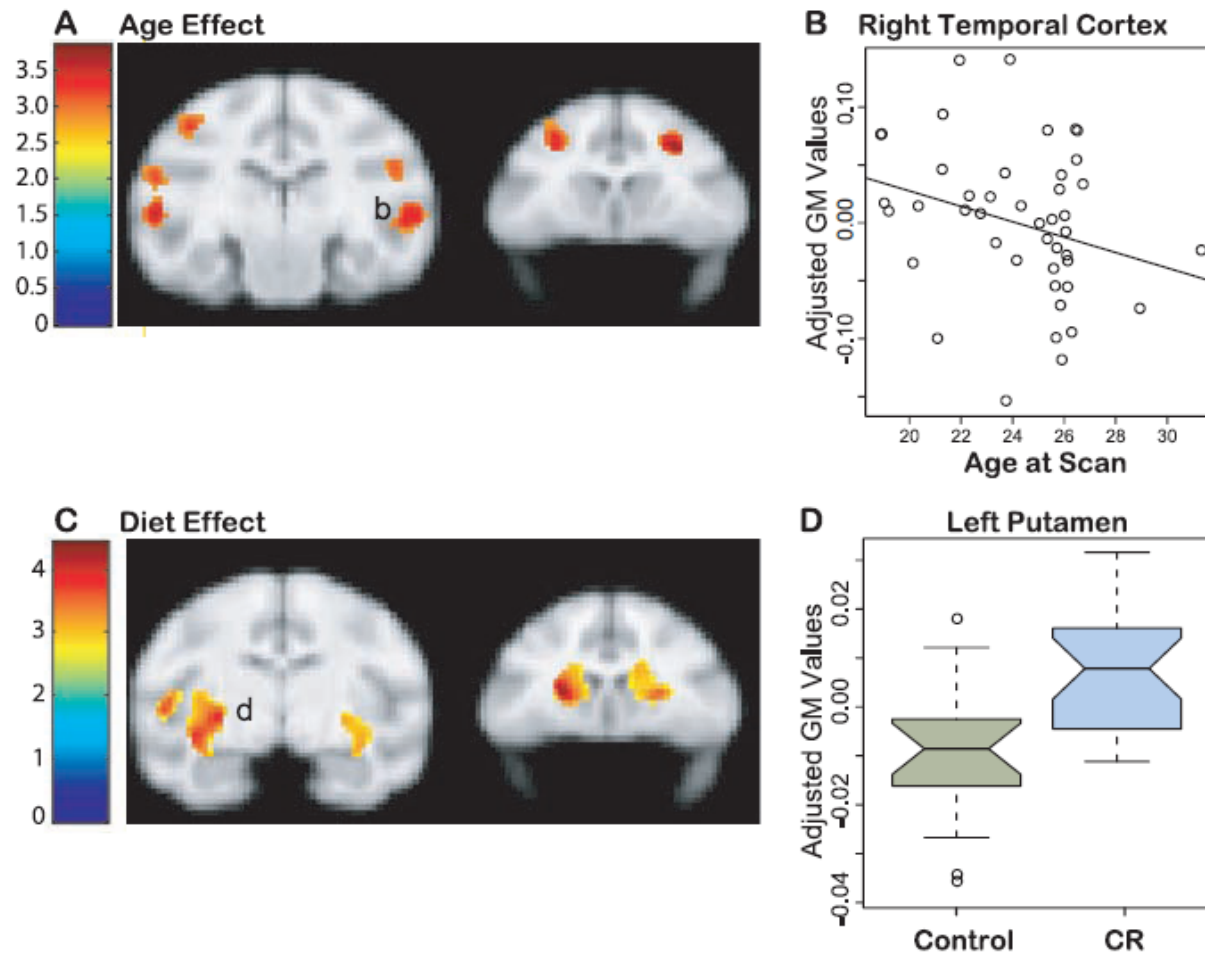 A Age Effect
3.5
3.0
2.5
2.0
1.5
1.0
0.5
0
b
B Right Temporal Cortex
Adjusted GM Values
0.10
0.00
-0.10
20 22 24 26 28 30
Age at Scan
C Diet Effect
4
3
2
1
0
d
D Left Putamen
Adjusted GM Values
0.02
0.00
-0.02
-0.04
Control CR